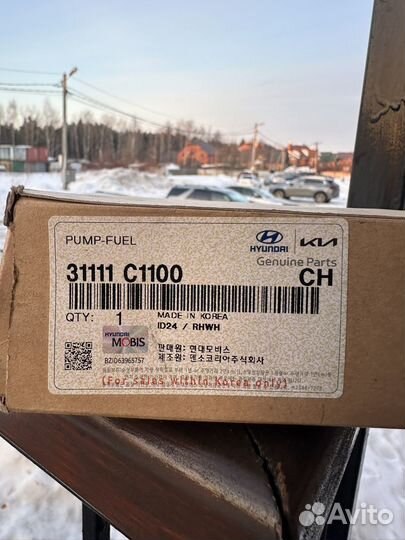 PUMP-FUEL
HYUNDAI
KIA
Genuine Parts
31111 C1100
CH
QTY: 1
MADE IN KOREA
ID24 / RHWH
HYUNDAI
MOBIS
BZID63965757
판매원: 현대모비스
제조원: 덴소코리아주식회사
(For sales within Korea only)
Avito